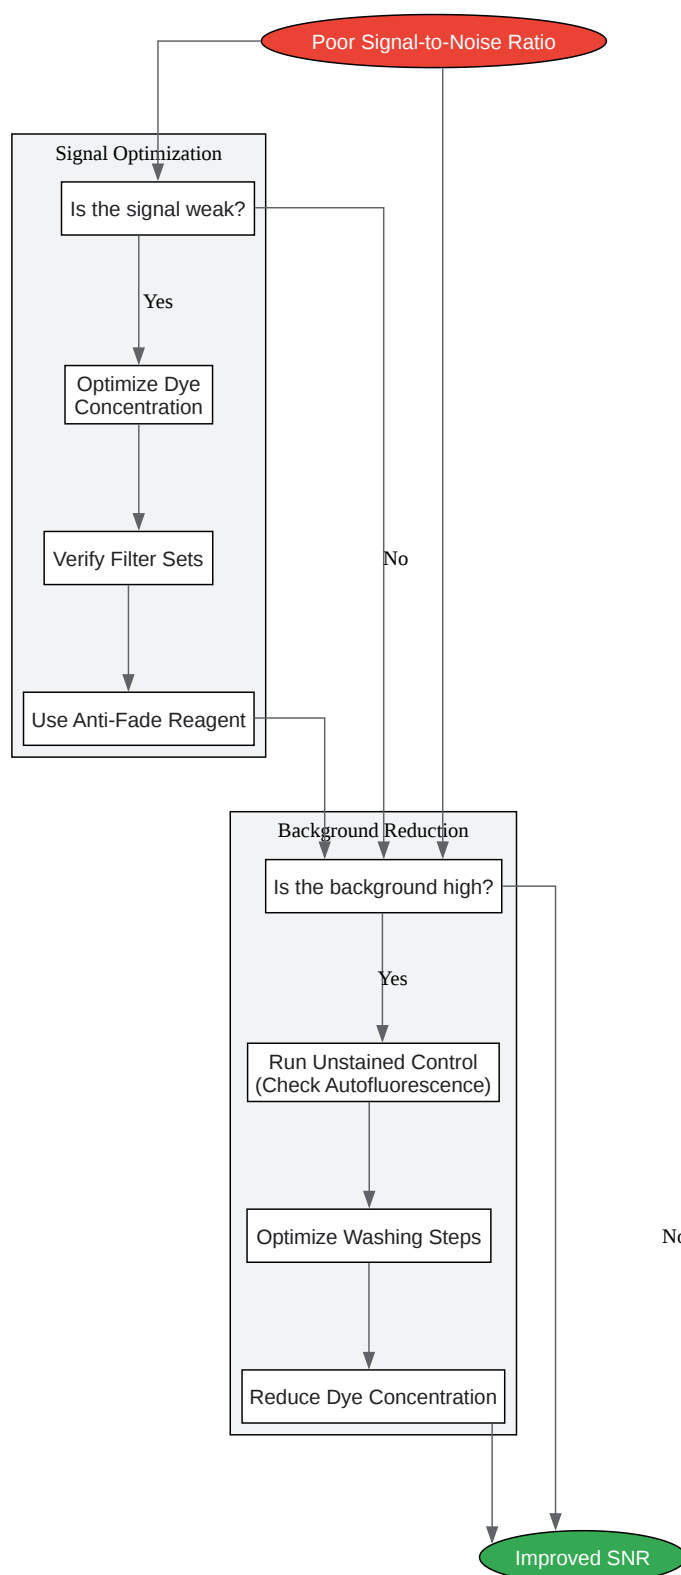 Poor Signal-to-Noise Ratio
Signal Optimization
Is the signal weak?
Yes
Optimize Dye
Concentration
Verify Filter Sets
No
Use Anti-Fade Reagent
Background Reduction
Is the background high?
Yes
Run Unstained Control
(Check Autofluorescence)
Optimize Washing Steps
No
Reduce Dye Concentration
Improved SNR